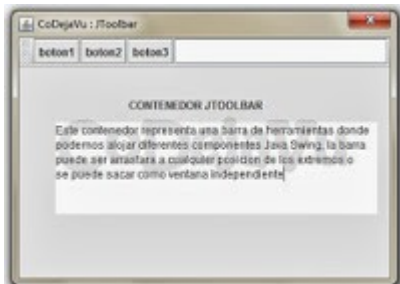 CoDejaVu : JToolbar
boton1 boton2 boton3
CONTENEDOR JTOOLBAR
Este contenedor representa una barra de herramientas donde
podemos alojar diferentes componentes Java Swing, la barra
puede ser arrastara a cualquier posicion de los extremos o
se puede sacar como ventana independiente